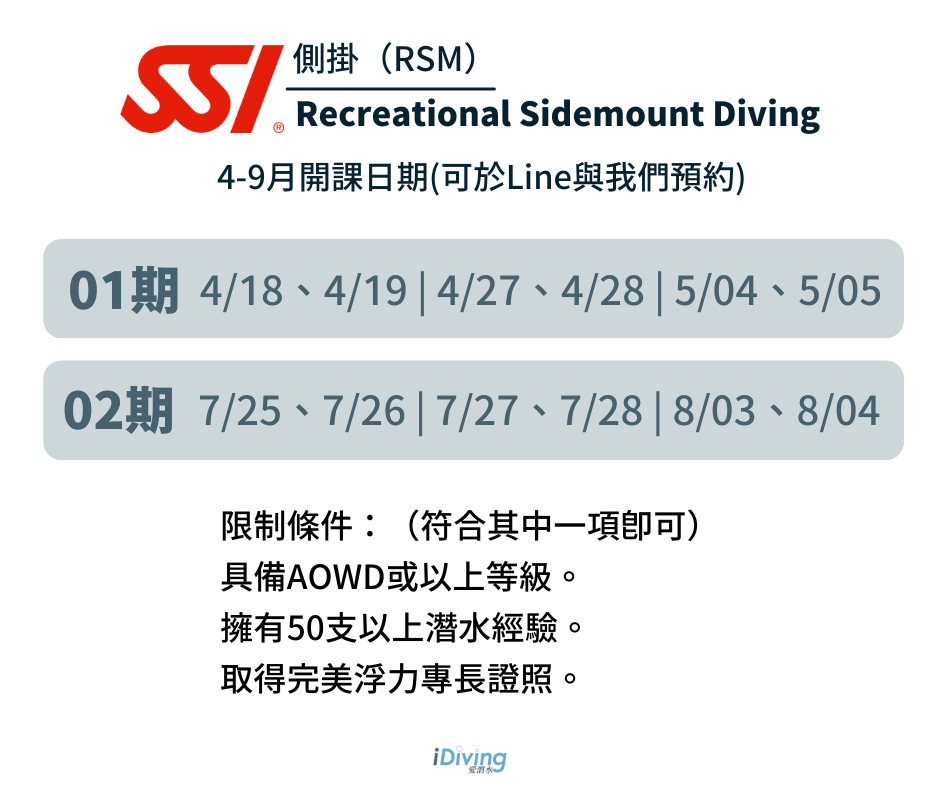 SSI®
側掛（RSM）
Recreational Sidemount Diving
4-9月開課日期(可於Line與我們預約)
01期 4/18、4/19 | 4/27、4/28 | 5/04、5/05
02期 7/25、7/26 | 7/27、7/28 | 8/03、8/04
限制條件：（符合其中一項即可）
具備AOWD或以上等級。
擁有50支以上潛水經驗。
取得完美浮力專長證照。
iDiving
愛潛水